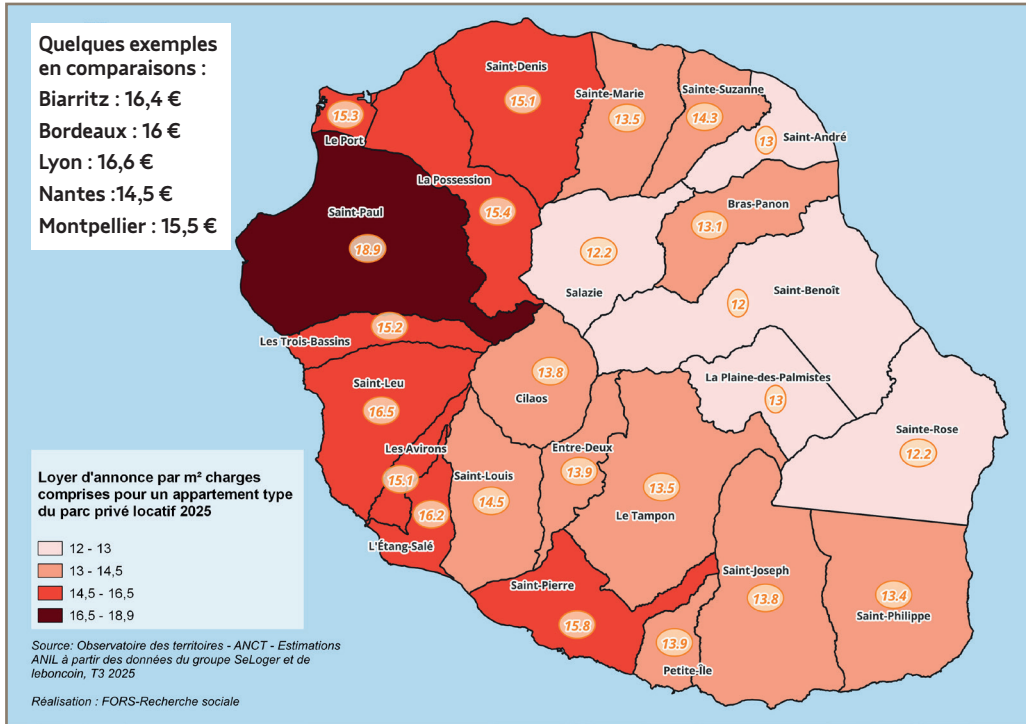 Quelques exemples
en comparaisons :
Biarritz : 16,4 €
Bordeaux : 16 €
Lyon : 16,6 €
Nantes :14,5 €
Montpellier : 15,5 €
Saint-Denis
15.1
Sainte-Marie
13.5
Sainte-Suzanne
14.3
13
Saint-André
15.3
Le Port
La Possession
15.4
Saint-Paul
18.9
Bras-Panon
13.1
12.2
Salazie
Saint-Benoît
12
15.2
Les Trois-Bassins
La Plaine-des-Palmistes
13
13.8
Cilaos
Saint-Leu
16.5
Sainte-Rose
12.2
Les Avirons
15.1
Saint-Louis
14.5
Entre-Deux
13.9
13.5
Le Tampon
16.2
L'Étang-Salé
Saint-Pierre
15.8
Saint-Joseph
13.8
13.4
Saint-Philippe
13.9
Petite-Île
Loyer d'annonce par m² charges
comprises pour un appartement type
du parc privé locatif 2025
12 - 13
13 - 14,5
14,5 - 16,5
16,5 - 18,9
Source: Observatoire des territoires - ANCT - Estimations
ANIL à partir des données du groupe SeLoger et de
leboncoin, T3 2025
Réalisation : FORS-Recherche sociale